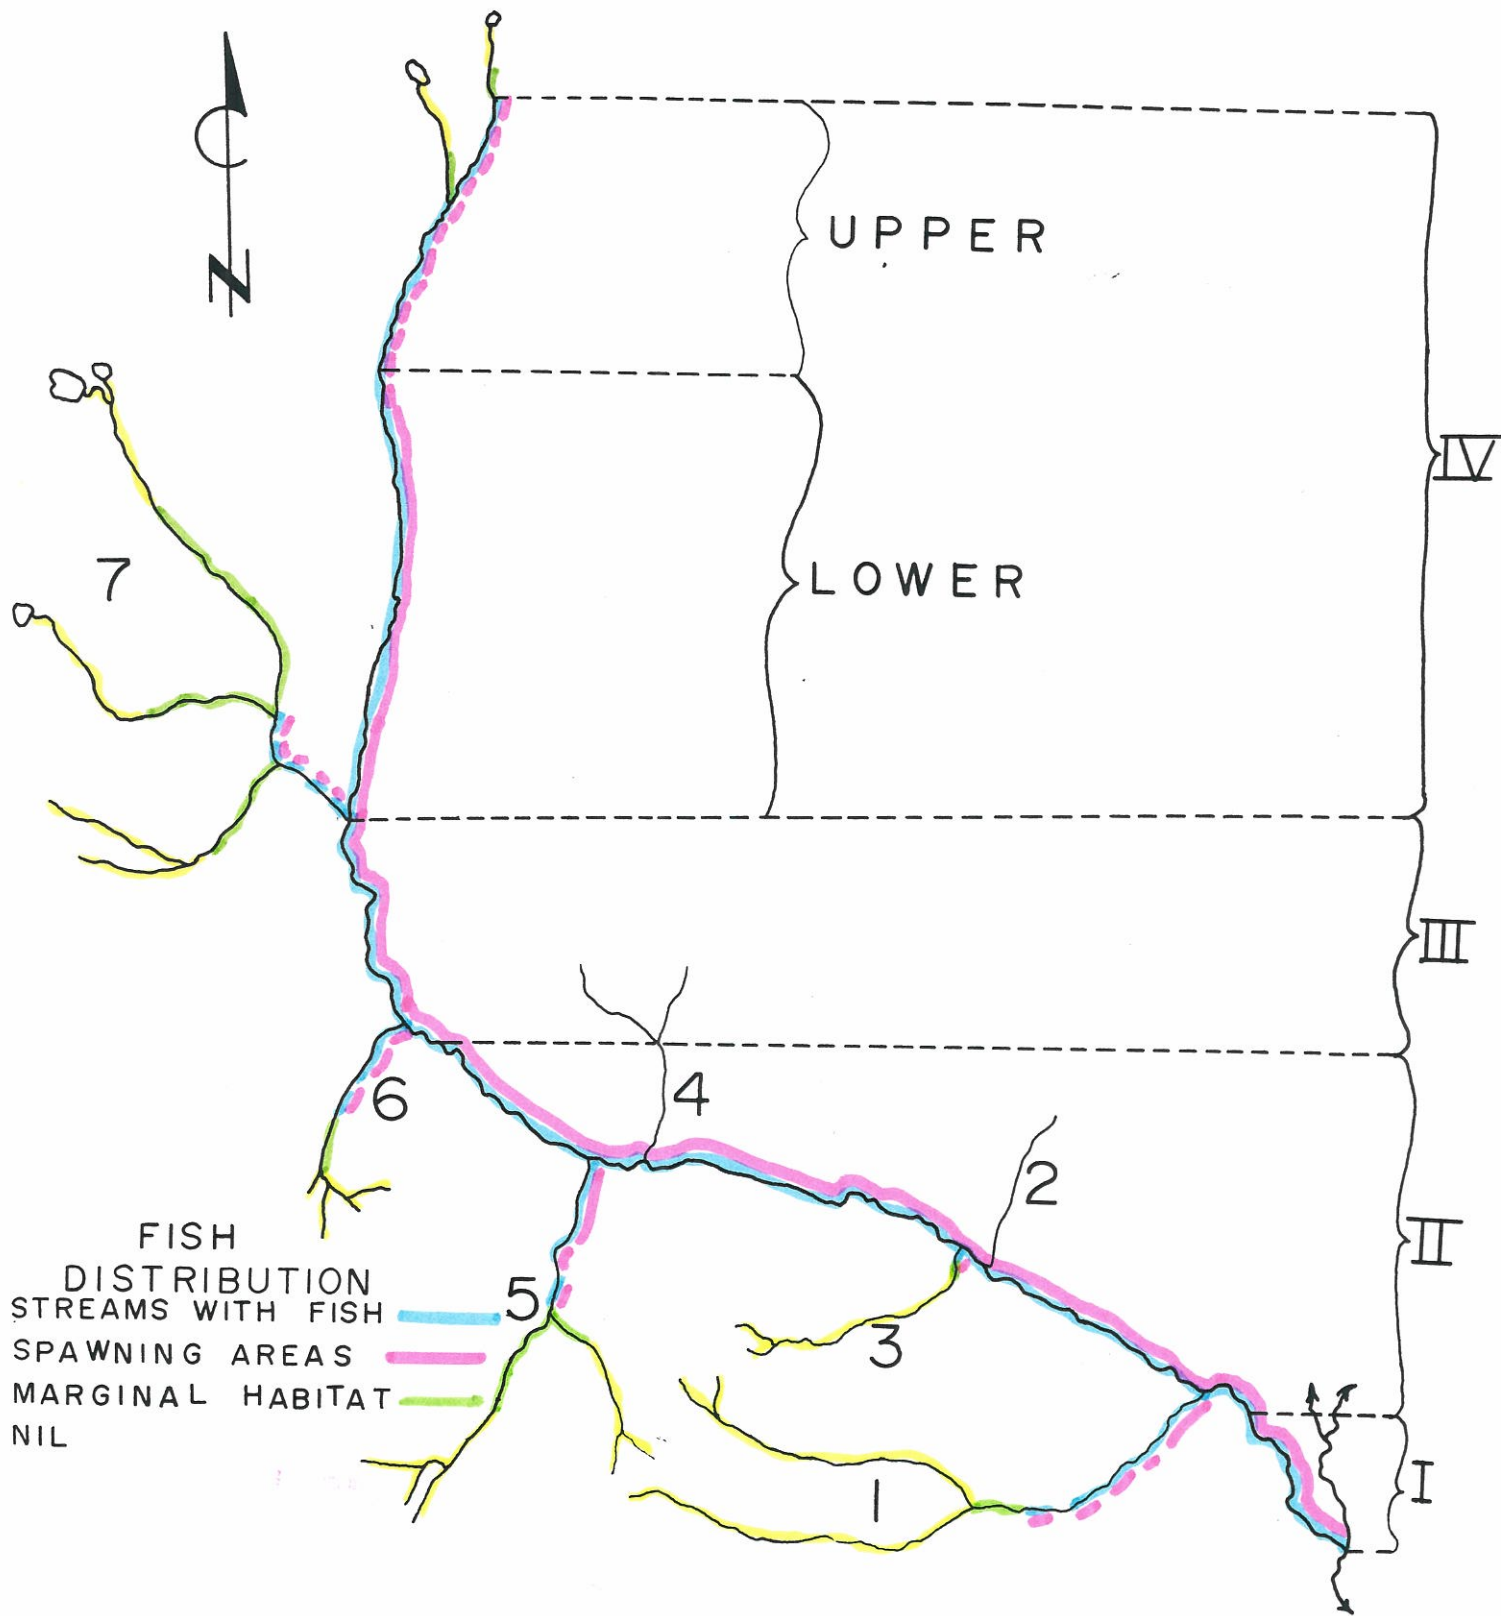 N
UPPER
IV
7
LOWER
III
6
4
2
II
FISH
DISTRIBUTION
STREAMS WITH FISH
SPAWNING AREAS
MARGINAL HABITAT
NIL
5
3
1
I